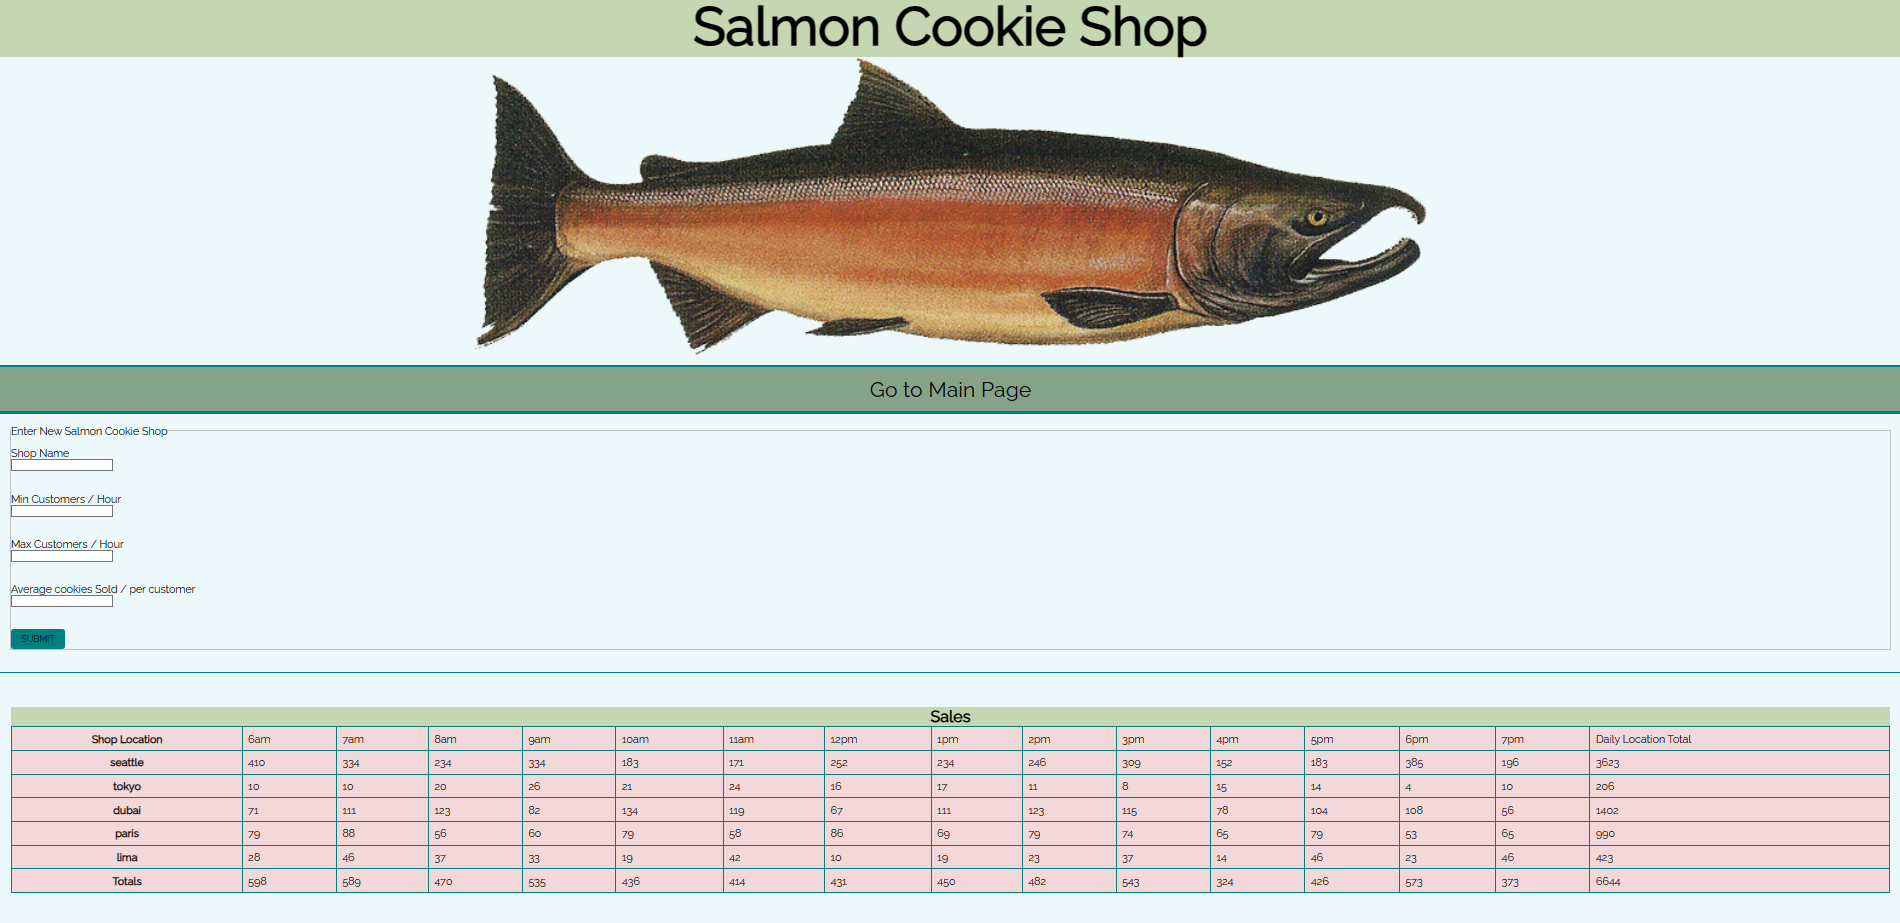 Salmon Cookie Shop
Go to Main Page
Enter New Salmon Cookie Shop
Shop Name
Min Customers / Hour
Max Customers / Hour
Average cookies Sold / per customer
SUBMIT
Sales
Shop Location 6am 7am 8am 9am 10am 11am 12pm 1pm 2pm 3pm 4pm 5pm 6pm 7pm Daily Location Total
seattle 410 334 234 334 183 171 252 234 246 309 152 183 385 196 3623
tokyo 10 10 20 26 21 24 16 17 11 8 15 14 4 10 206
dubai 71 111 123 82 134 119 67 111 123 115 78 104 108 56 1402
paris 79 88 56 60 79 58 86 69 79 74 65 79 53 65 990
lima 28 46 37 33 19 42 10 19 23 37 14 46 23 46 423
Totals 598 589 470 535 436 414 431 450 482 543 324 426 573 373 6644